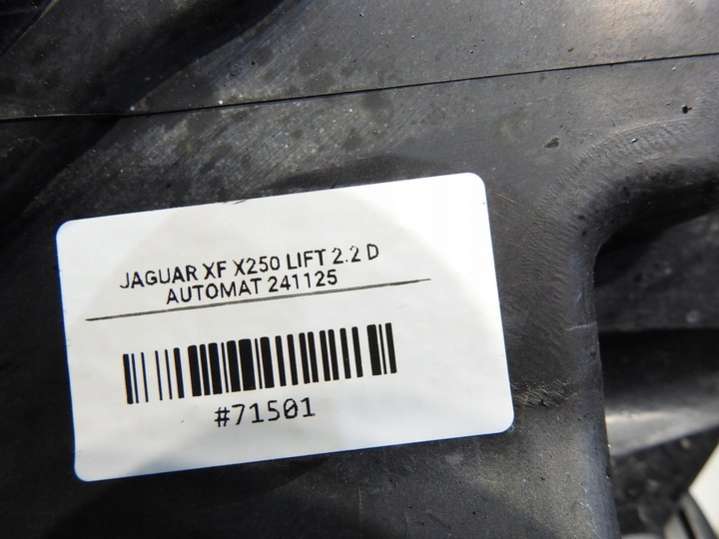 JAGUAR XF X250 LIFT 2.2 D
AUTOMAT 241125
#71501